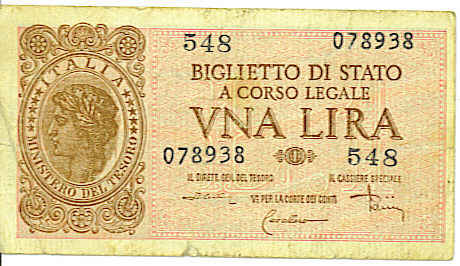 548 078938
ITALIA
BIGLIETTO DI STATO
A CORSO LEGALE
VNA LIRA
078938 548
MINISTERO DEL TESORO
IL DIRETT. GEN. DEL TESORO IL CASSIERE SPECIALE
Vº PER LA CORTE DEI CONTI